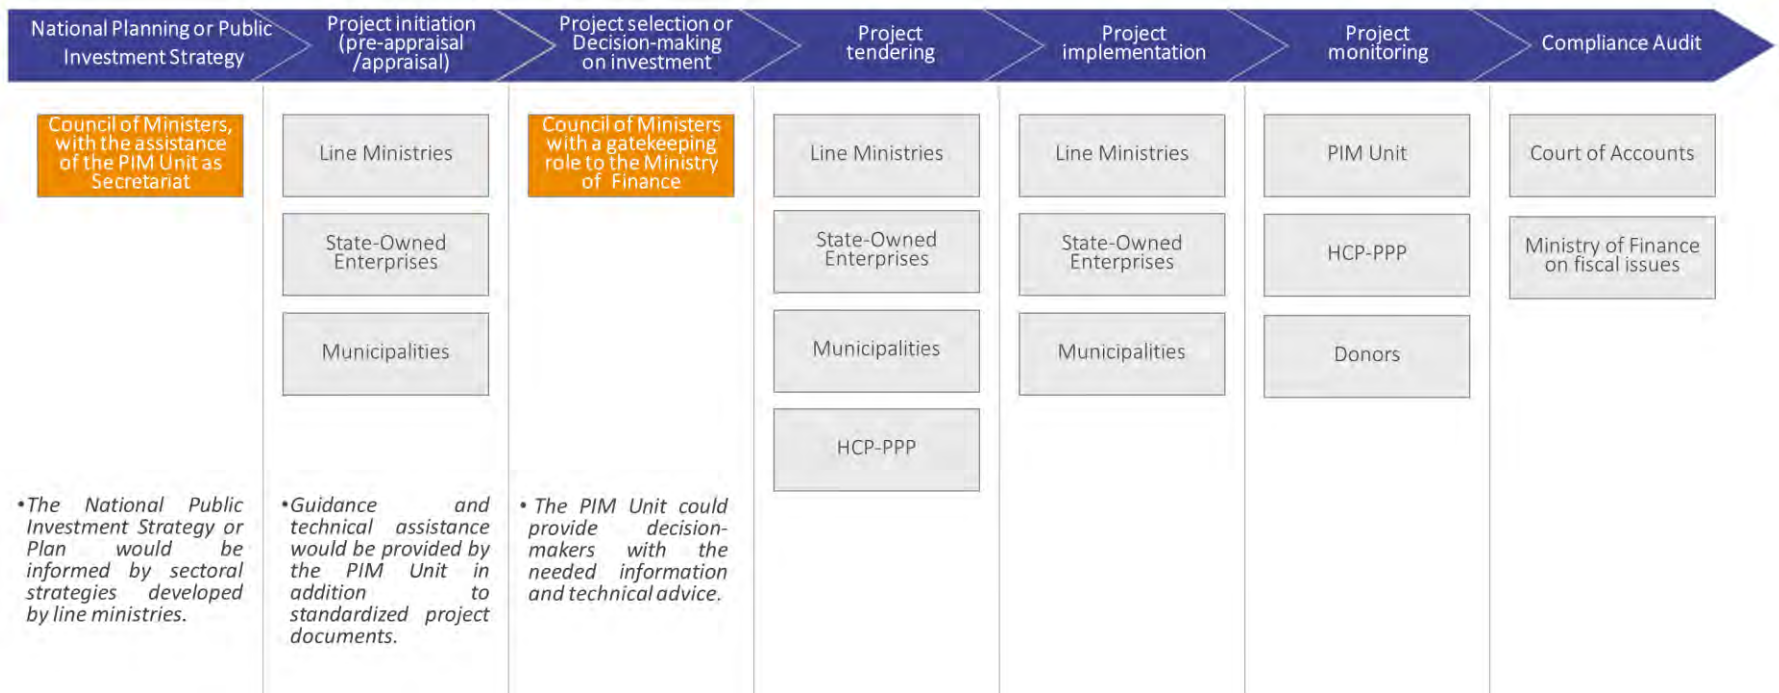 National Planning or Public
Investment Strategy
Project initiation
(pre-appraisal
/appraisal)
Project selection or
Decision-making
on investment
Project
tendering
Project
implementation
Project
monitoring
Compliance Audit
Council of Ministers,
with the assistance
of the PIM Unit as
Secretariat
•The National Public
Investment Strategy or
Plan would be
informed by sectoral
strategies developed
by line ministries.
Line Ministries
State-Owned
Enterprises
Municipalities
•Guidance and
technical assistance
would be provided by
the PIM Unit in
addition to
standardized project
documents.
Council of Ministers
with a gatekeeping
role to the Ministry
of Finance
• The PIM Unit could
provide decision-
makers with the
needed information
and technical advice.
Line Ministries
State-Owned
Enterprises
Municipalities
HCP-PPP
Line Ministries
State-Owned
Enterprises
Municipalities
PIM Unit
HCP-PPP
Donors
Court of Accounts
Ministry of Finance
on fiscal issues